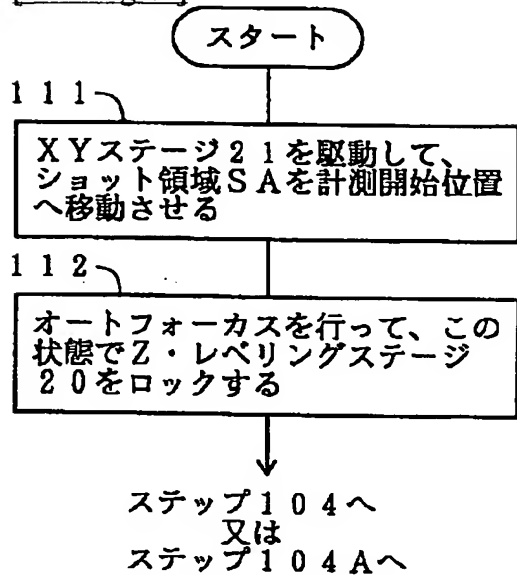 スタート
１１１
ＸＹステージ２１を駆動して、
ショット領域ＳＡを計測開始位置
へ移動させる
１１２
オートフォーカスを行って、この
状態でＺ・レベリングステージ
２０をロックする
ステップ１０４へ
又は
ステップ１０４Ａへ